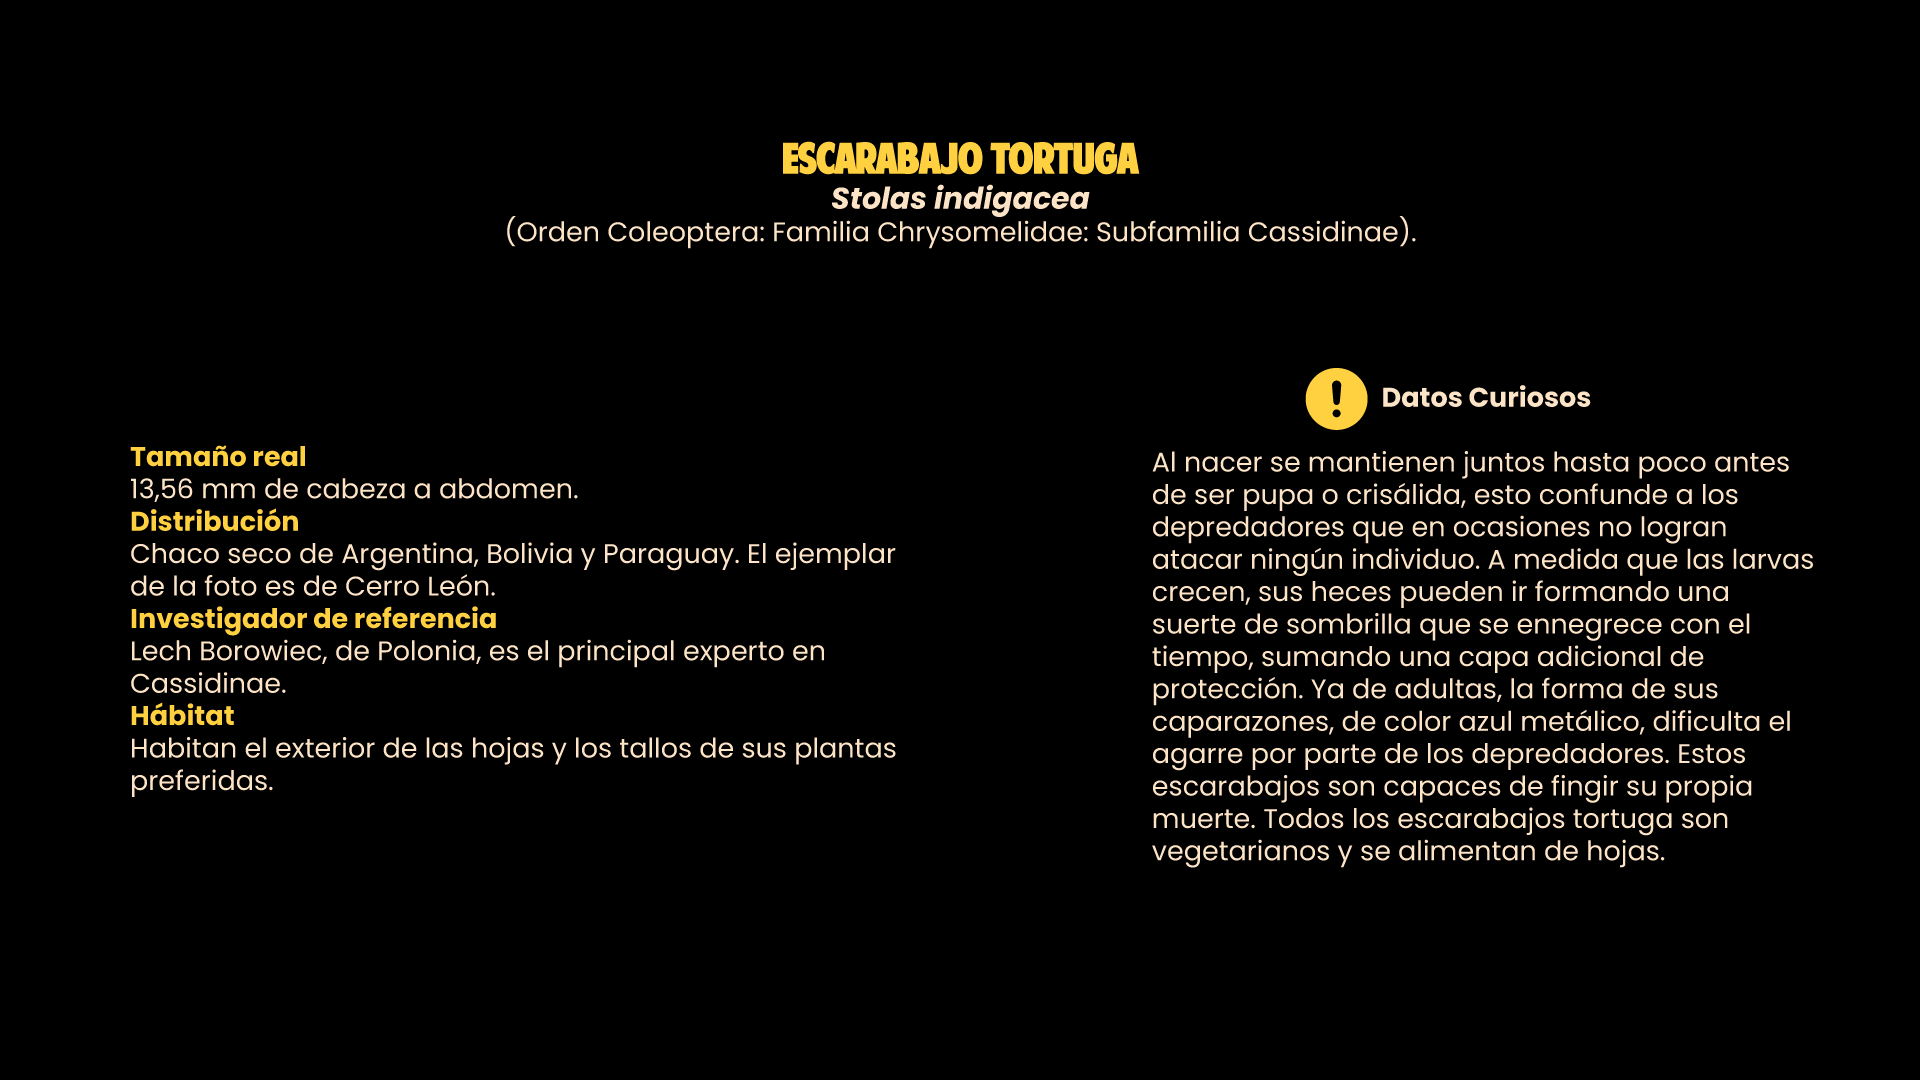 ESCARABAJO TORTUGA
Stolas indigacea
(Orden Coleoptera: Familia Chrysomelidae: Subfamilia Cassidinae).
Tamaño real
13,56 mm de cabeza a abdomen.
Distribución
Chaco seco de Argentina, Bolivia y Paraguay. El ejemplar
de la foto es de Cerro León.
Investigador de referencia
Lech Borowiec, de Polonia, es el principal experto en
Cassidinae.
Hábitat
Habitan el exterior de las hojas y los tallos de sus plantas
preferidas.
Datos Curiosos
Al nacer se mantienen juntos hasta poco antes
de ser pupa o crisálida, esto confunde a los
depredadores que en ocasiones no logran
atacar ningún individuo. A medida que las larvas
crecen, sus heces pueden ir formando una
suerte de sombrilla que se ennegrece con el
tiempo, sumando una capa adicional de
protección. Ya de adultas, la forma de sus
caparazones, de color azul metálico, dificulta el
agarre por parte de los depredadores. Estos
escarabajos son capaces de fingir su propia
muerte. Todos los escarabajos tortuga son
vegetarianos y se alimentan de hojas.